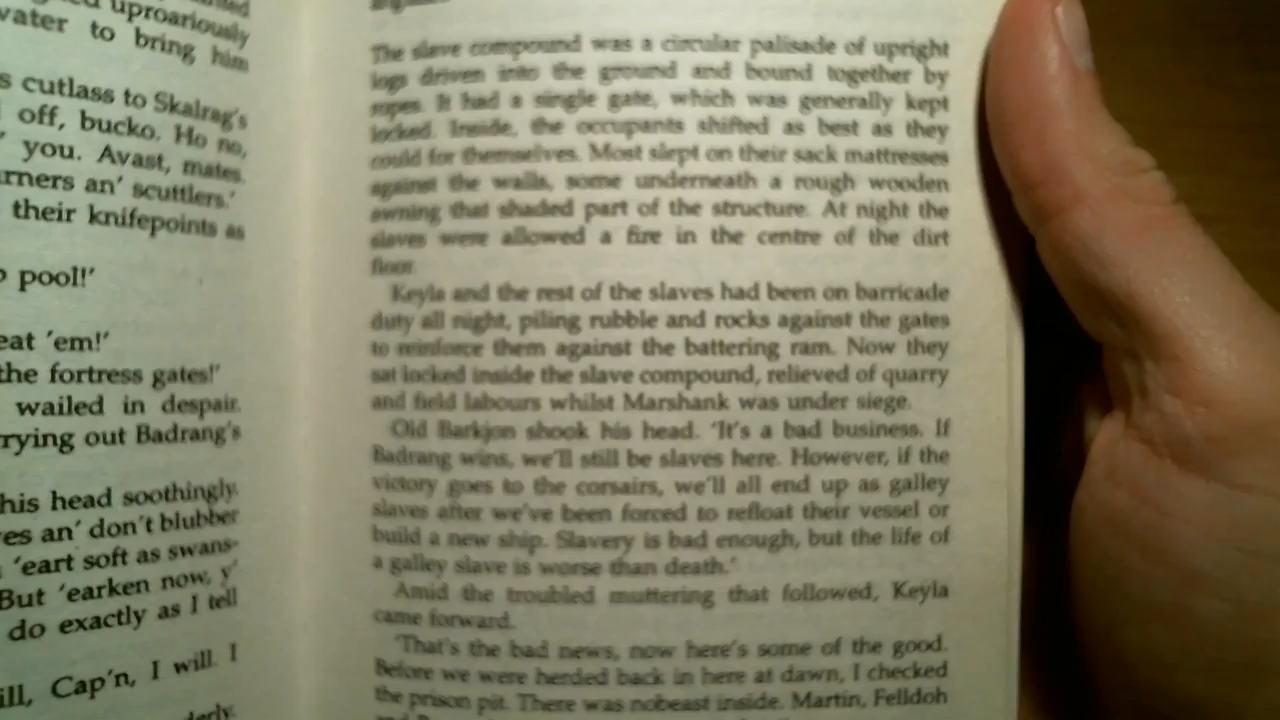 uproariously
water to bring him
s cutlass to Skalrag's
off, bucko. Ho no,
you. Avast, mates.
rners an' scuttlers.'
their knifepoints as
pool!'
eat 'em!'
the fortress gates!'
wailed in despair.
rrying out Badrang's
his head soothingly.
es an' don't blubber
'eart soft as swans-
But 'earken now, y'
do exactly as I tell
ill, Cap'n, I will. I
derly.
The slave compound was a circular palisade of upright
logs driven into the ground and bound together by
ropes. It had a single gate, which was generally kept
locked. Inside, the occupants shifted as best as they
could for themselves. Most slept on their sack mattresses
against the walls, some underneath a rough wooden
awning that shaded part of the structure. At night the
slaves were allowed a fire in the centre of the dirt
floor.
Keyla and the rest of the slaves had been on barricade
duty all night, piling rubble and rocks against the gates
to reinforce them against the battering ram. Now they
sat locked inside the slave compound, relieved of quarry
and field labours whilst Marshank was under siege.
Old Barkjon shook his head. 'It's a bad business. If
Badrang wins, we'll still be slaves here. However, if the
victory goes to the corsairs, we'll all end up as galley
slaves after we've been forced to refloat their vessel or
build a new ship. Slavery is bad enough, but the life of
a galley slave is worse than death.'
Amid the troubled muttering that followed, Keyla
came forward.
'That's the bad news, now here's some of the good.
Before we were herded back in here at dawn, I checked
the prison pit. There was nobeast inside. Martin, Felldoh